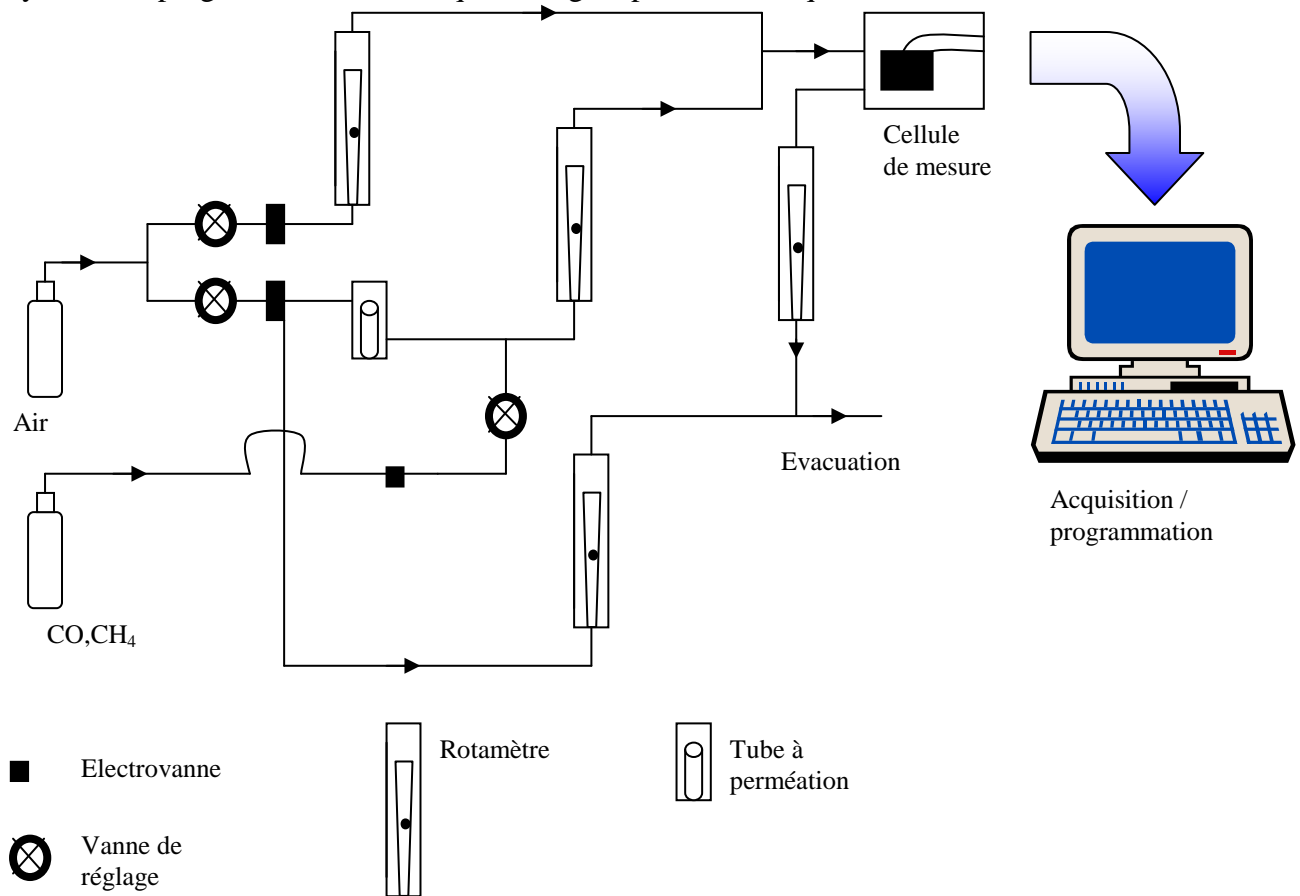 Cellule
de mesure
Air
Evacuation
Acquisition /
programmation
CO,CH₄
Electrovanne
Rotamètre
Tube à
perméation
Vanne de
réglage